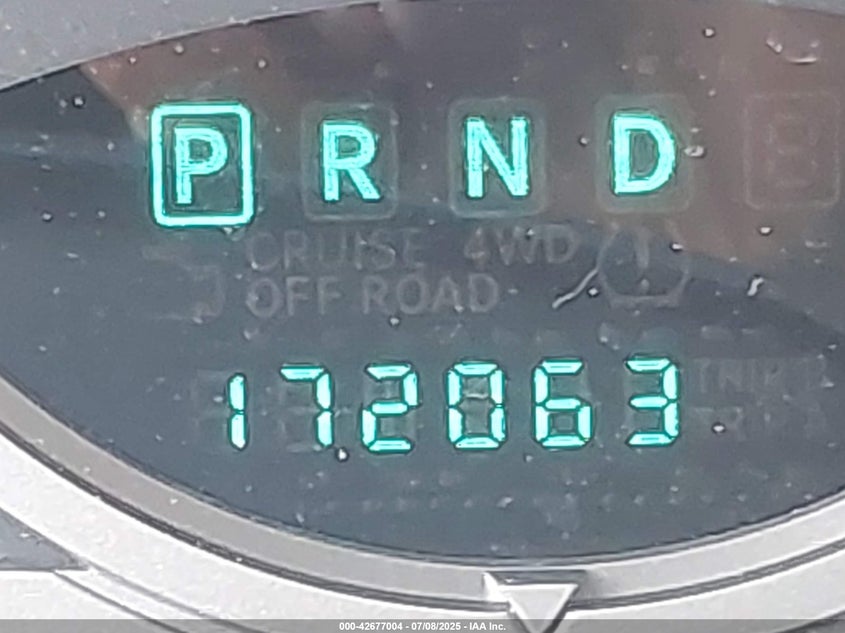 P R N D
CRUISE 4WD
OFF ROAD
172063
000-42677004 - 07/08/2025 - IAA Inc.